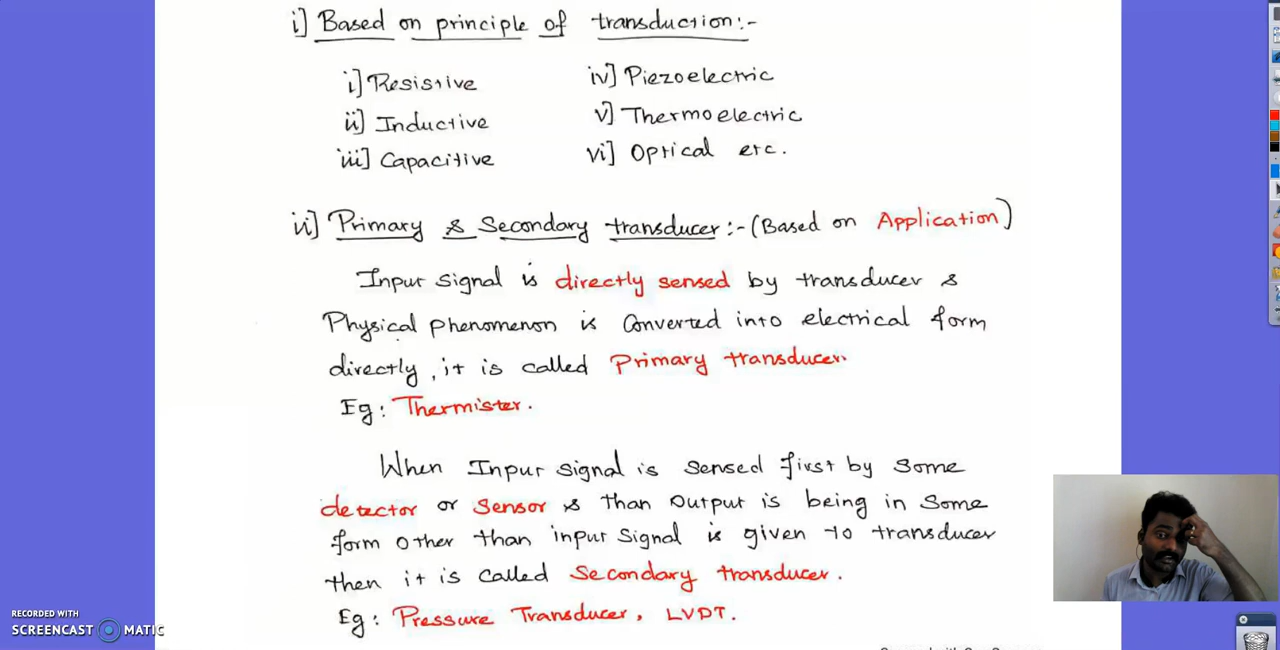 i] Based on principle of transduction:-
i] Resistive
ii] Inductive
iii] Capacitive
iv] Piezoelectric
v] Thermoelectric
vi] Optical etc.
ii] Primary & Secondary transducer:- (Based on Application)
Input signal is directly sensed by transducer &
Physical phenomenon is converted into electrical form
directly, it is called Primary transducer.
Eg: Thermister.
When Input signal is sensed first by some
detector or sensor & than output is being in some
form other than input signal is given to transducer
then it is called Secondary transducer.
Eg: Pressure Transducer, LVDT.
RECORDED WITH
SCREENCAST MATIC